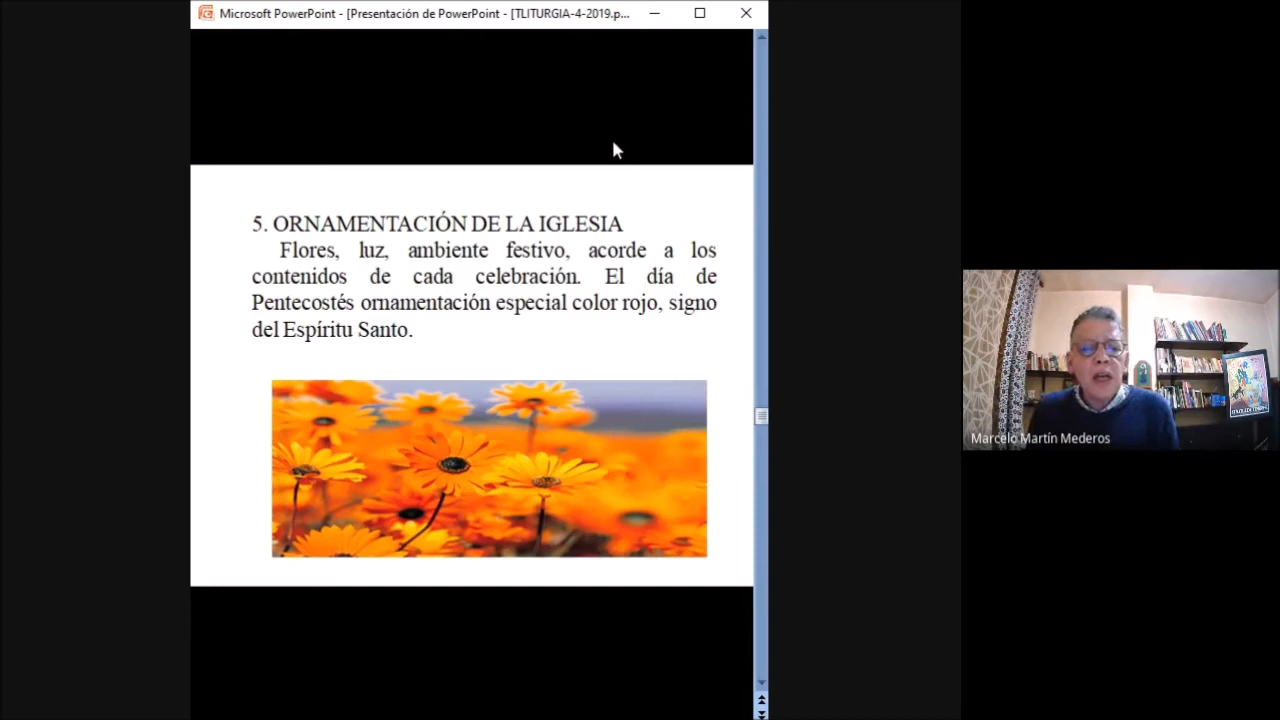 Microsoft PowerPoint - [Presentación de PowerPoint - [TLITURGIA-4-2019.p...
5. ORNAMENTACIÓN DE LA IGLESIA
Flores, luz, ambiente festivo, acorde a los
contenidos de cada celebración. El día de
Pentecostés ornamentación especial color rojo, signo
del Espíritu Santo.
Marcelo Martín Mederos